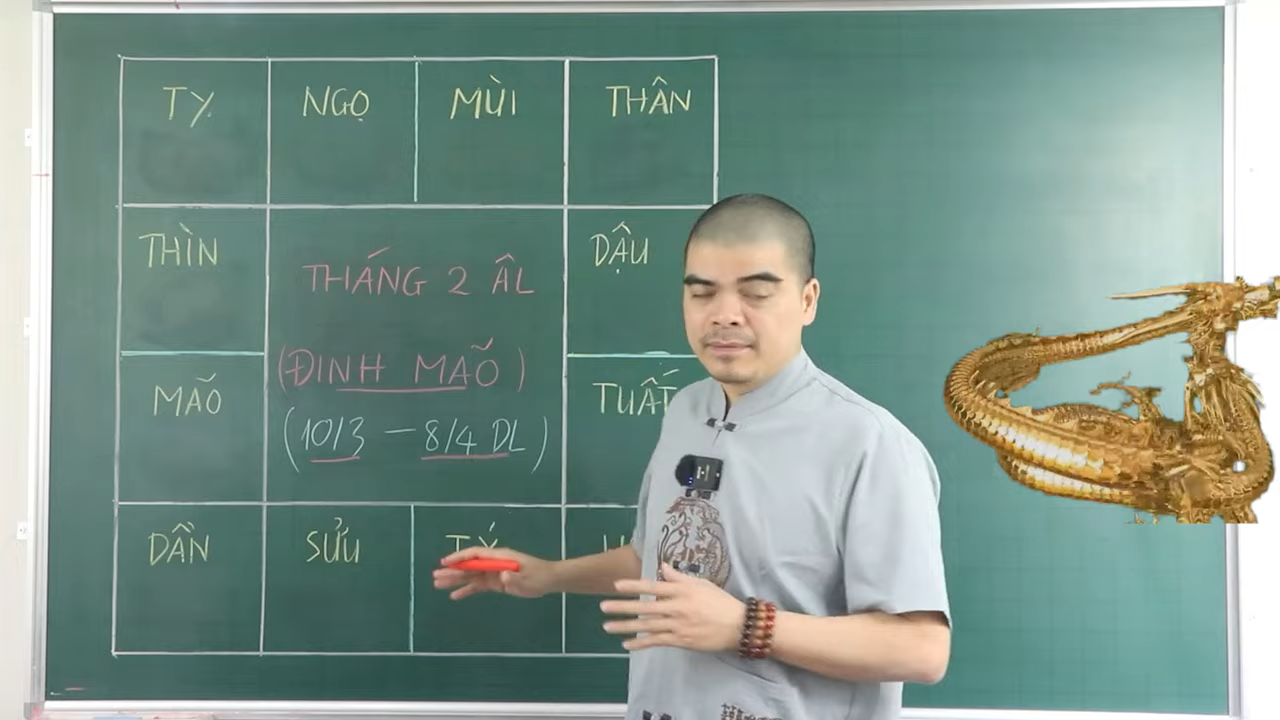 TỴ NGỌ MÙI THÂN
THÌN DẬU
THÁNG 2 ÂL
(ĐINH MÃO)
MÃO TUẤT
(10/3 – 8/4 DL)
DẦN SỬU TÝ